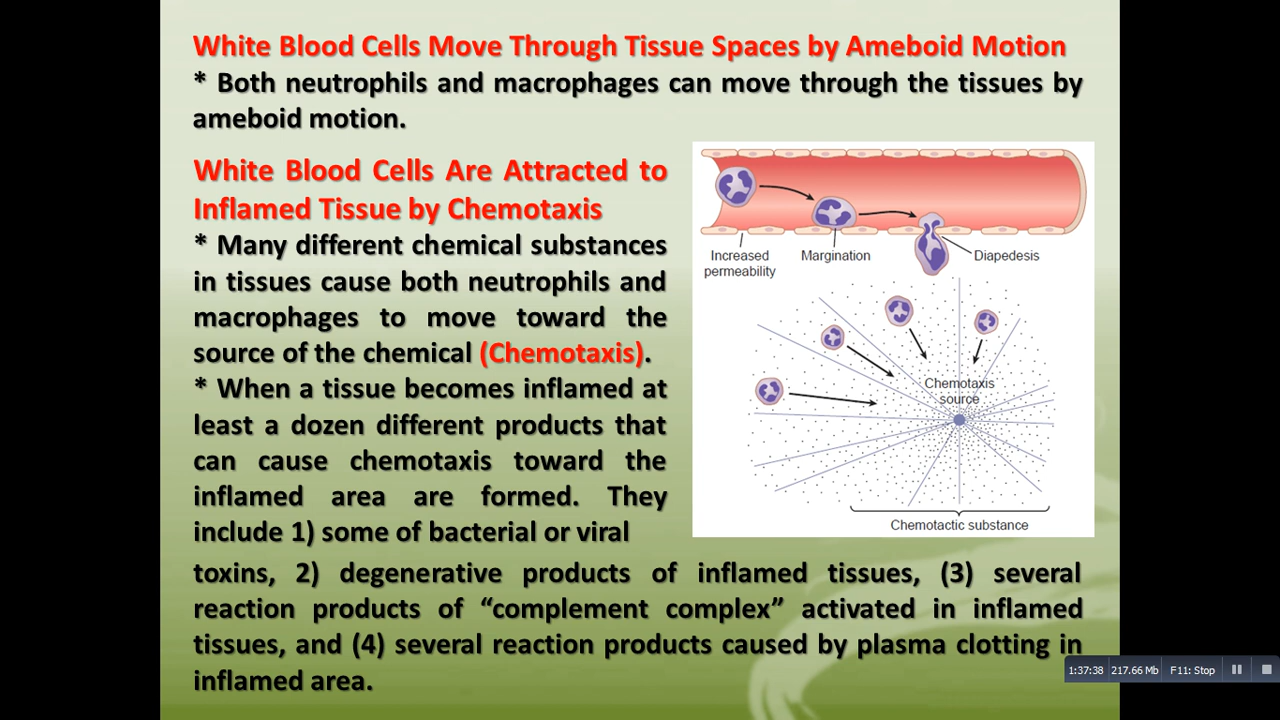 White Blood Cells Move Through Tissue Spaces by Ameboid Motion
* Both neutrophils and macrophages can move through the tissues by
ameboid motion.
White Blood Cells Are Attracted to
Inflamed Tissue by Chemotaxis
* Many different chemical substances
in tissues cause both neutrophils and
macrophages to move toward the
source of the chemical (Chemotaxis).
* When a tissue becomes inflamed at
least a dozen different products that
can cause chemotaxis toward the
inflamed area are formed. They
include 1) some of bacterial or viral
toxins, 2) degenerative products of inflamed tissues, (3) several
reaction products of “complement complex” activated in inflamed
tissues, and (4) several reaction products caused by plasma clotting in
inflamed area.
Increased
permeability
Margination
Diapedesis
Chemotaxis
source
Chemotactic substance
1:37:38 217.66 Mb F11: Stop